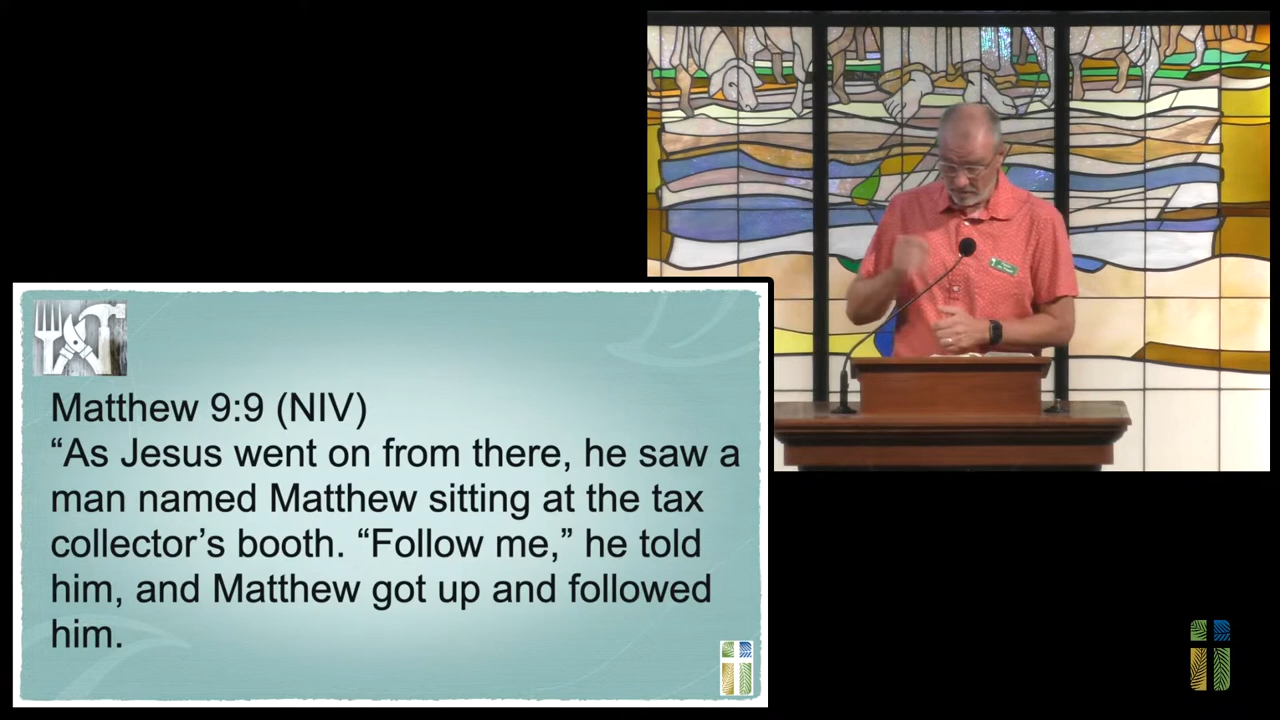 Matthew 9:9 (NIV)
“As Jesus went on from there, he saw a
man named Matthew sitting at the tax
collector’s booth. “Follow me,” he told
him, and Matthew got up and followed
him.